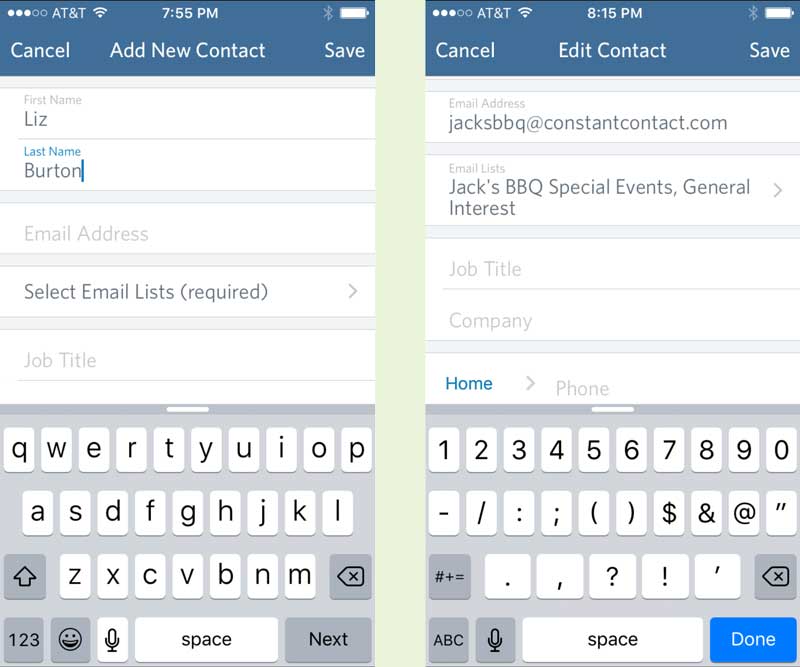 AT&T 7:55 PM
Cancel Add New Contact Save
First Name
Liz
Last Name
Burton
Email Address
Select Email Lists (required)
Job Title
q w e r t y u i o p
a s d f g h j k l
z x c v b n m
123 space Next
AT&T 8:15 PM
Cancel Edit Contact Save
Email Address
jacksbbq@constantcontact.com
Email Lists
Jack's BBQ Special Events, General
Interest
Job Title
Company
Home Phone
1 2 3 4 5 6 7 8 9 0
- / : ; ( ) $ & @ "
#+= . , ? ! '
ABC space Done